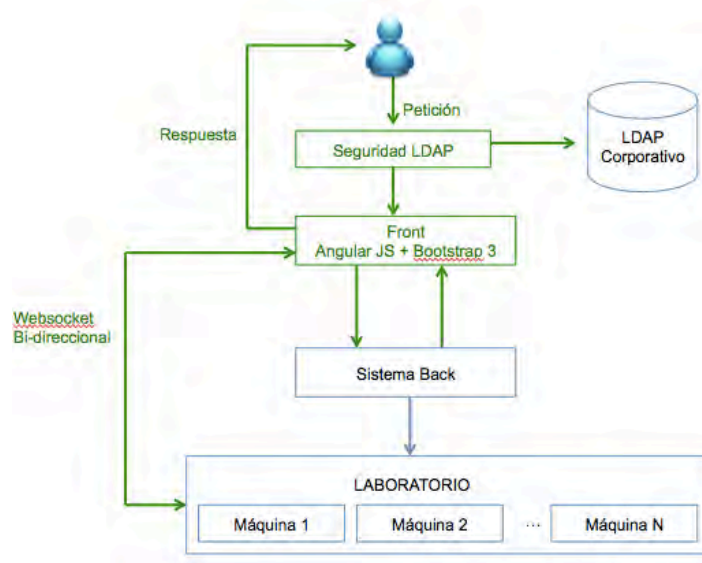 Petición
Respuesta
Seguridad LDAP
LDAP
Corporativo
Front
Angular JS + Bootstrap 3
Websocket
Bi-direccional
Sistema Back
LABORATORIO
Máquina 1
Máquina 2
...
Máquina N